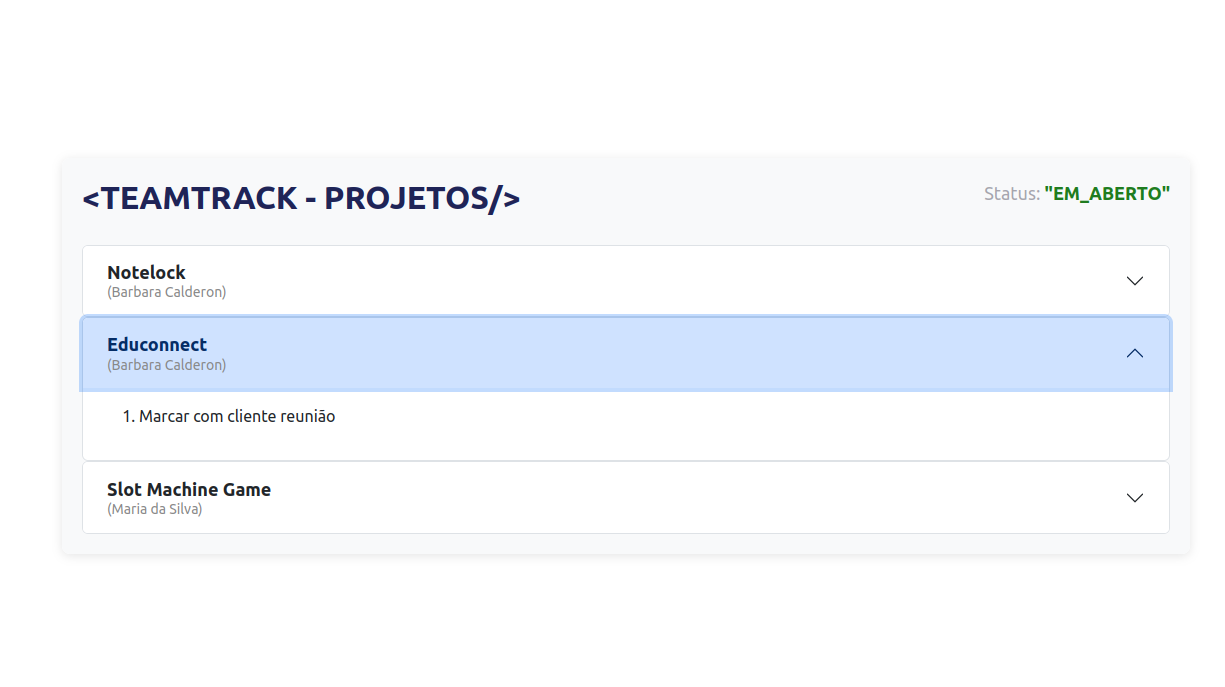 <TEAMTRACK - PROJETOS/>
Status: "EM_ABERTO"
Notelock
(Barbara Calderon)
Educonnect
(Barbara Calderon)
1. Marcar com cliente reunião
Slot Machine Game
(Maria da Silva)